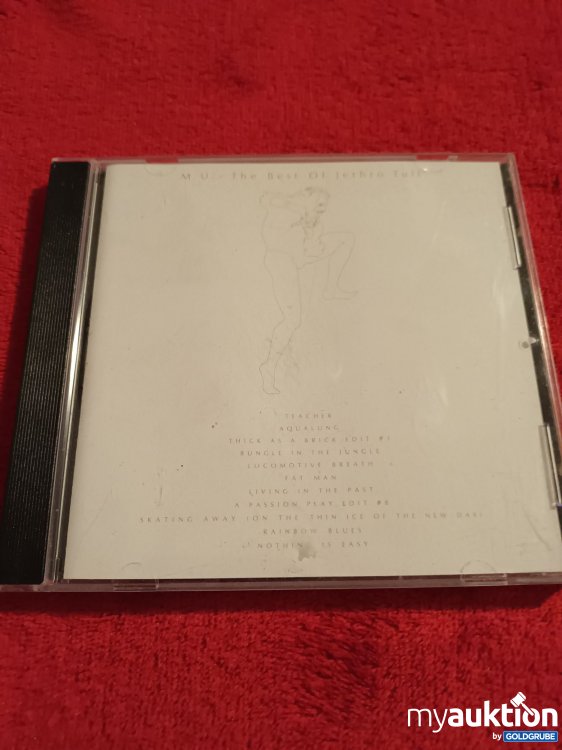 M.U. - The Best Of Jethro Tull
TEACHER
AQUALUNG
THICK AS A BRICK EDIT #1
BUNGLE IN THE JUNGLE
LOCOMOTIVE BREATH
FAT MAN
LIVING IN THE PAST
A PASSION PLAY EDIT #8
SKATING AWAY (ON THE THIN ICE OF THE NEW DAY)
RAINBOW BLUES
NOTHING IS EASY
myauktion
by GOLDGRUBE